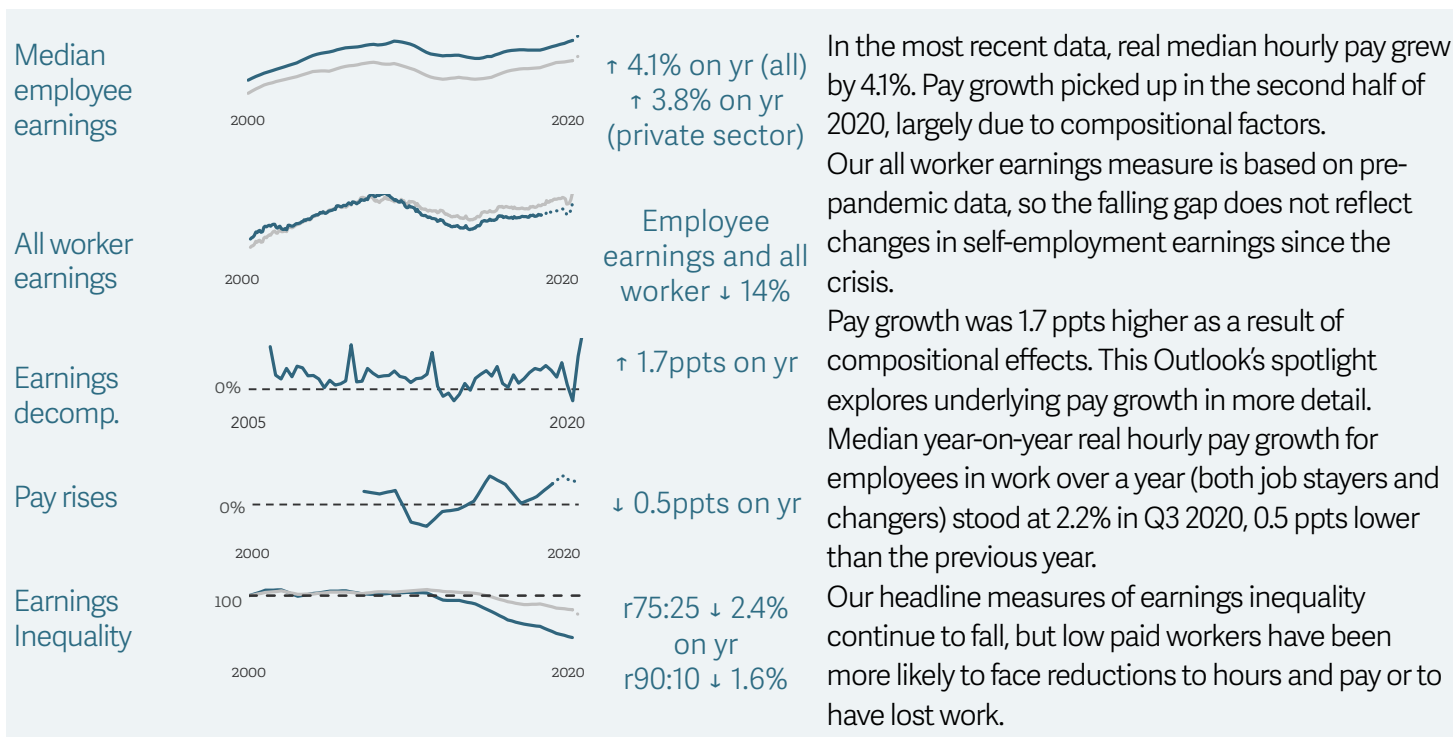 Median
employee
earnings
2000
2020
↑ 4.1% on yr (all)
↑ 3.8% on yr
(private sector)
In the most recent data, real median hourly pay grew
by 4.1%. Pay growth picked up in the second half of
2020, largely due to compositional factors.
All worker
earnings
2000
2020
Employee
earnings and all
worker ↓ 14%
Our all worker earnings measure is based on pre-
pandemic data, so the falling gap does not reflect
changes in self-employment earnings since the
crisis.
Earnings
decomp.
0%
2005
2020
↑ 1.7ppts on yr
Pay growth was 1.7 ppts higher as a result of
compositional effects. This Outlook’s spotlight
explores underlying pay growth in more detail.
Pay rises
0%
2000
2020
↓ 0.5ppts on yr
Median year-on-year real hourly pay growth for
employees in work over a year (both job stayers and
changers) stood at 2.2% in Q3 2020, 0.5 ppts lower
than the previous year.
Earnings
Inequality
100
2000
2020
r75:25 ↓ 2.4%
on yr
r90:10 ↓ 1.6%
Our headline measures of earnings inequality
continue to fall, but low paid workers have been
more likely to face reductions to hours and pay or to
have lost work.